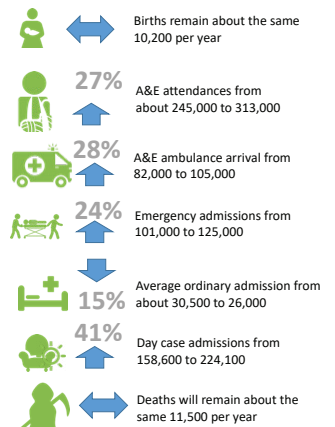 Births remain about the same
10,200 per year
27%
A&E attendances from
about 245,000 to 313,000
28%
A&E ambulance arrival from
82,000 to 105,000
24%
Emergency admissions from
101,000 to 125,000
15%
Average ordinary admission from
about 30,500 to 26,000
41%
Day case admissions from
158,600 to 224,100
Deaths will remain about the
same 11,500 per year